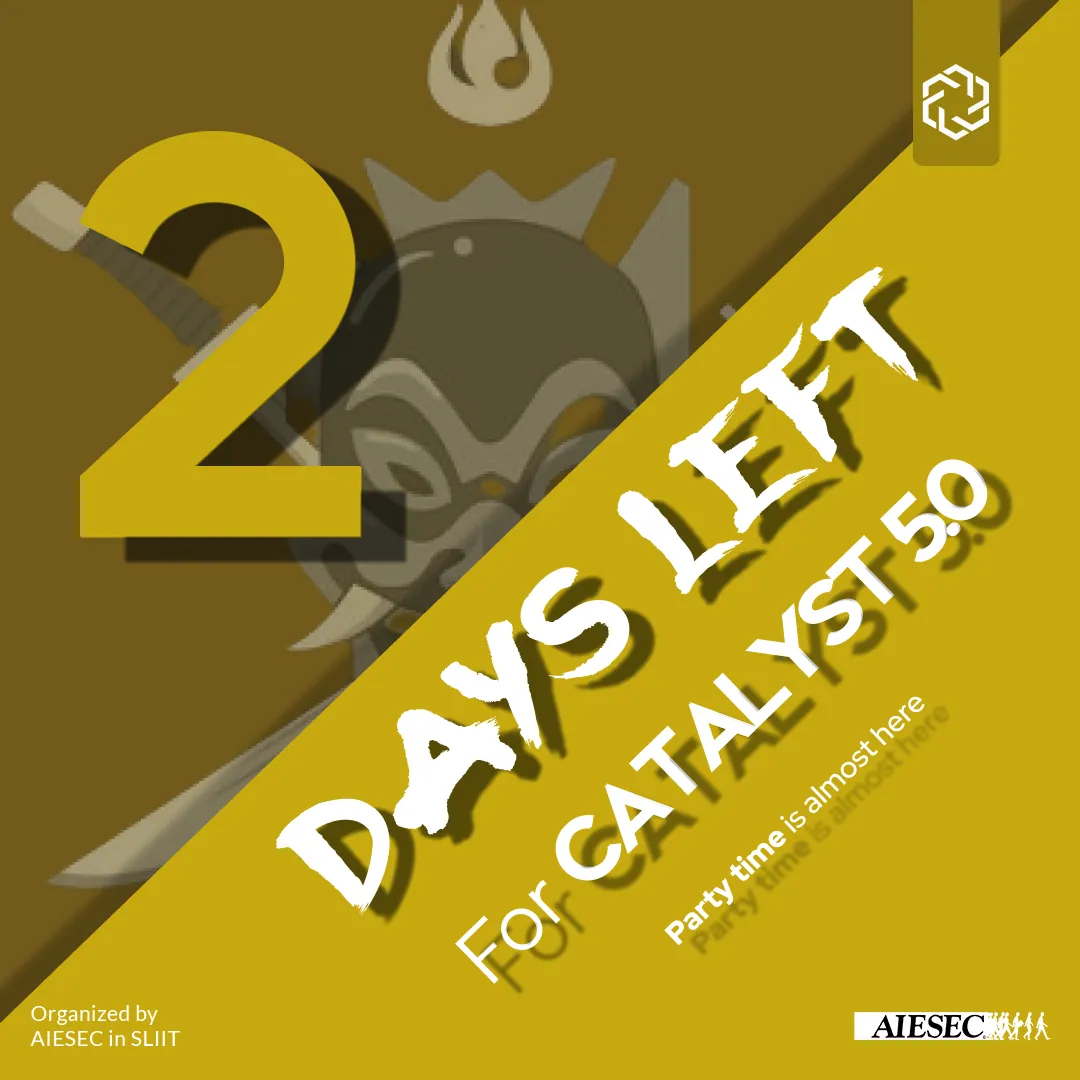 2
DAYS LEFT
For CATALYST 5.0
Party time is almost here
Organized by
AIESEC in SLIIT
AIESEC